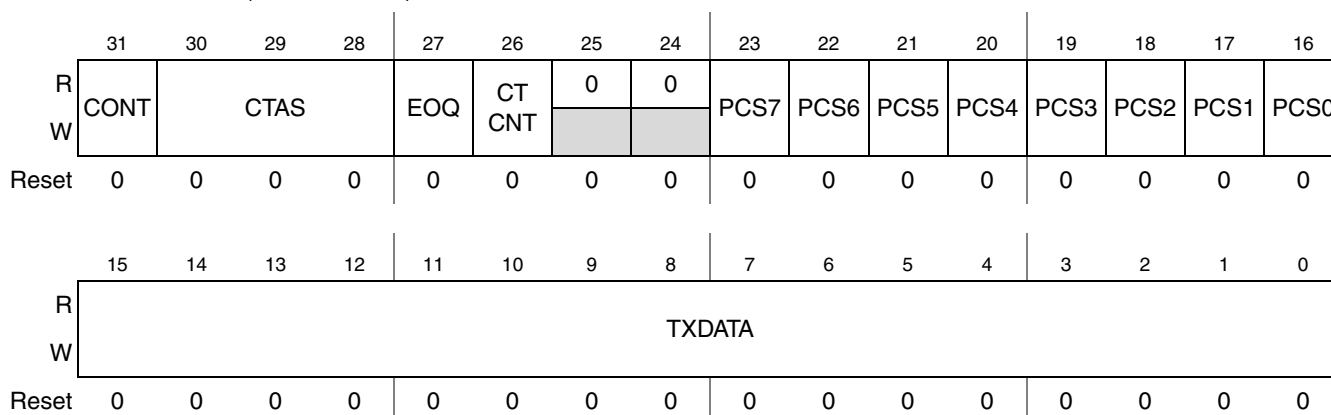 31 30 29 28 27 26 25 24 23 22 21 20 19 18 17 16
R CONT CTAS EOQ CT CNT 0 0 PCS7 PCS6 PCS5 PCS4 PCS3 PCS2 PCS1 PCS0
W
Reset 0 0 0 0 0 0 0 0 0 0 0 0 0 0 0 0
15 14 13 12 11 10 9 8 7 6 5 4 3 2 1 0
R
TXDATA
W
Reset 0 0 0 0 0 0 0 0 0 0 0 0 0 0 0 0